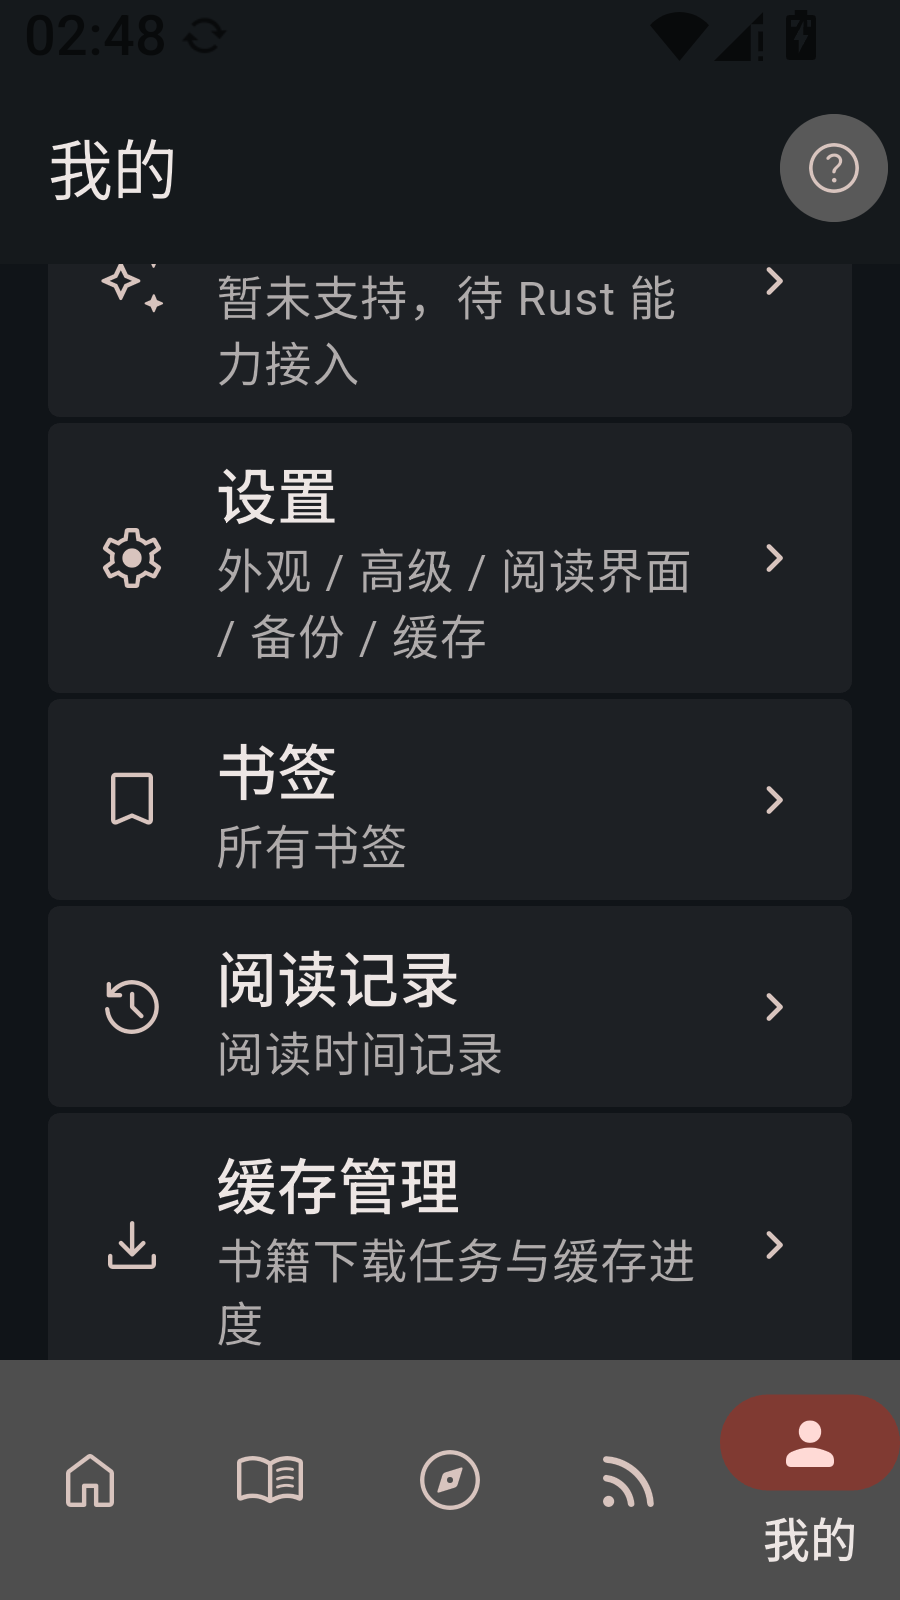 02:48
我的
暂未支持，待 Rust 能
力接入
设置
外观 / 高级 / 阅读界面
/ 备份 / 缓存
书签
所有书签
阅读记录
阅读时间记录
缓存管理
书籍下载任务与缓存进
度
我的